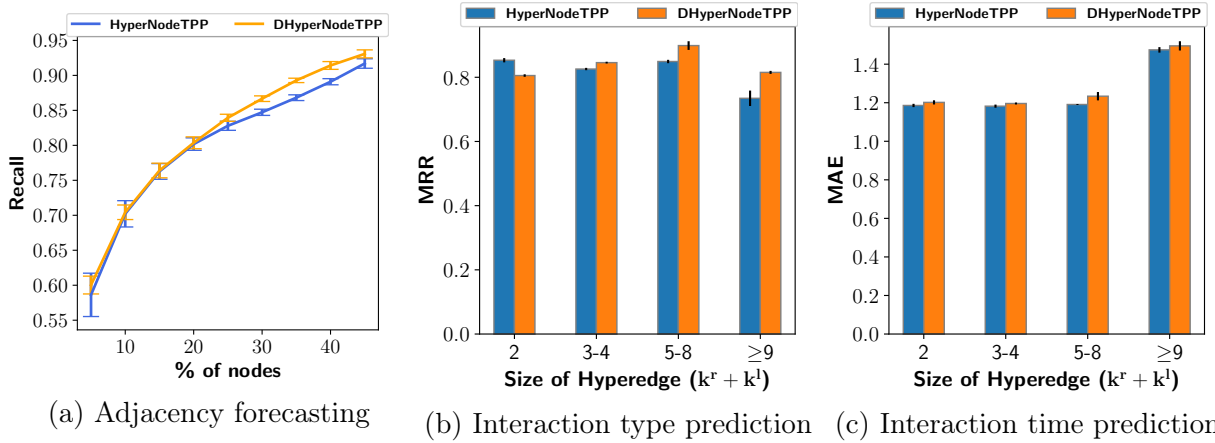 HyperNodeTPP DHyperNodeTPP
0.95
0.90
0.85
0.80
0.75
0.70
0.65
0.60
0.55
Recall
10 20 30 40
% of nodes
(a) Adjacency forecasting
HyperNodeTPP DHyperNodeTPP
0.8
0.6
0.4
0.2
0.0
MRR
2 3-4 5-8 ≥9
Size of Hyperedge (k^r + k^l)
(b) Interaction type prediction
HyperNodeTPP DHyperNodeTPP
1.4
1.2
1.0
0.8
0.6
0.4
0.2
0.0
MAE
2 3-4 5-8 ≥9
Size of Hyperedge (k^r + k^l)
(c) Interaction time prediction